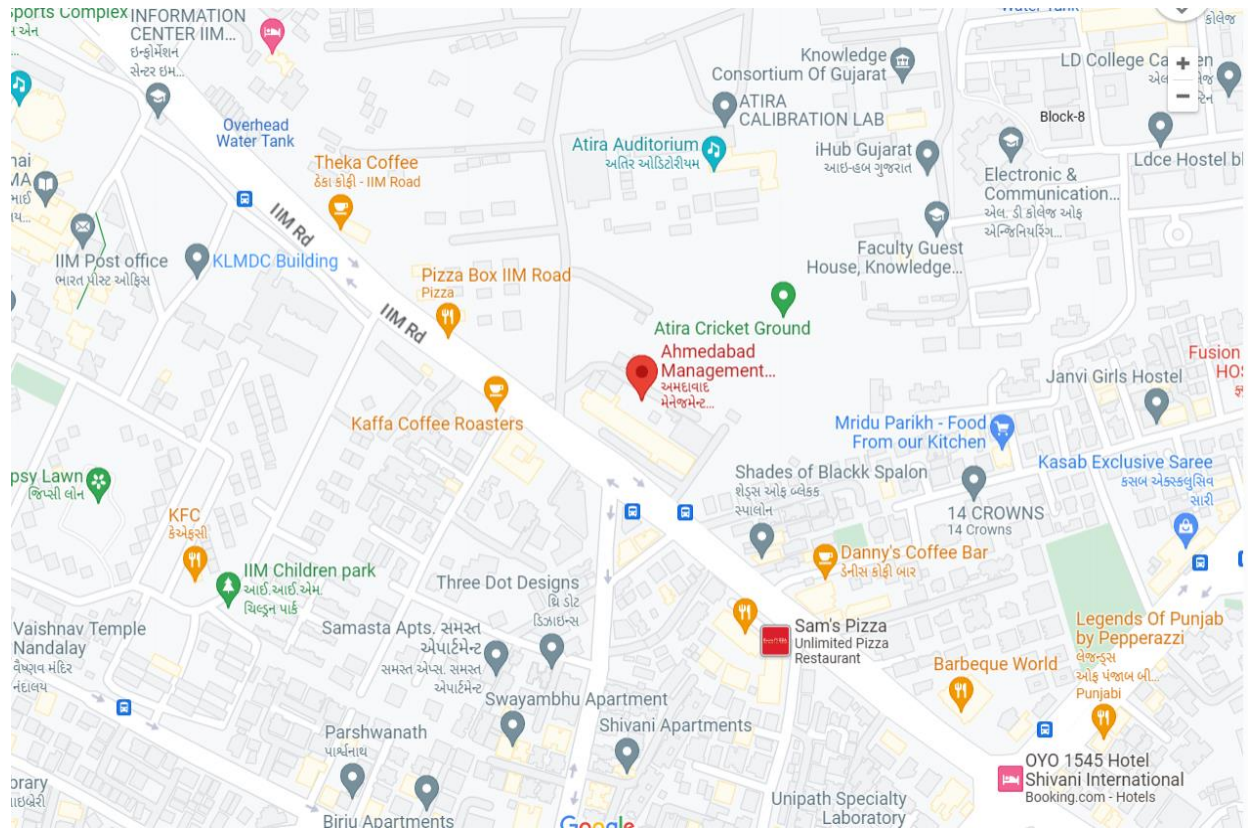 Sports Complex
INFORMATION
CENTER IIM...
ઇન્ફોર્મેશન
સેન્ટર ઇમ...
Overhead
Water Tank
Theka Coffee
ઠેકા કોફી - IIM Road
IIM Rd
IIM Post office
ભારત પોસ્ટ ઓફિસ
KLMDC Building
Pizza Box IIM Road
Pizza
IIM Rd
Kaffa Coffee Roasters
Knowledge
Consortium Of Gujarat
ATIRA
CALIBRATION LAB
Atira Auditorium
અતિર ઓડિટોરીયમ
iHub Gujarat
આઇ-હબ ગુજરાત
Water Tank
કોલેજ
+
−
Block-8
Electronic &
Communication...
એલ. ડી કોલેજ ઓફ
એન્જિનિયરિંગ...
Faculty Guest
House, Knowledge...
Atira Cricket Ground
Ahmedabad
Management...
અમદાવાદ
મેનેજમેન્ટ...
Fusion
Janvi Girls Hostel
Mridu Parikh - Food
From our Kitchen
Kasab Exclusive Saree
કસબ એક્સ્ક્લુસિવ
સારી
Shades of Blackk Spalon
શેડ્સ ઓફ બ્લેકક
સ્પાલોન
14 CROWNS
14 Crowns
Danny's Coffee Bar
ડેનીસ કોફી બાર
psy Lawn
જિપ્સી લોન
KFC
કેએફસી
IIM Children park
આઈ.આઈ.એમ.
ચિલ્ડ્રન પાર્ક
Three Dot Designs
થ્રિ ડોટ
ડિઝાઇન્સ
Samasta Apts. સમસ્ત
એપાર્ટમેન્ટ
સમસ્ત એપ્સ. સમસ્ત
એપાર્ટમેન્ટ
Vaishnav Temple
Nandalay
વૈષ્ણવ મંદિર
નંદાલય
Sam's Pizza
Unlimited Pizza
Restaurant
Legends Of Punjab
by Pepperazzi
લેજન્ડ્સ
ઓફ પંજાબ બી...
Punjabi
Barbeque World
Swayambhu Apartment
Shivani Apartments
Parshwanath
પાર્શ્વનાથ
OYO 1545 Hotel
Shivani International
Booking.com - Hotels
Unipath Specialty
Laboratory
Birju Apartments
Google